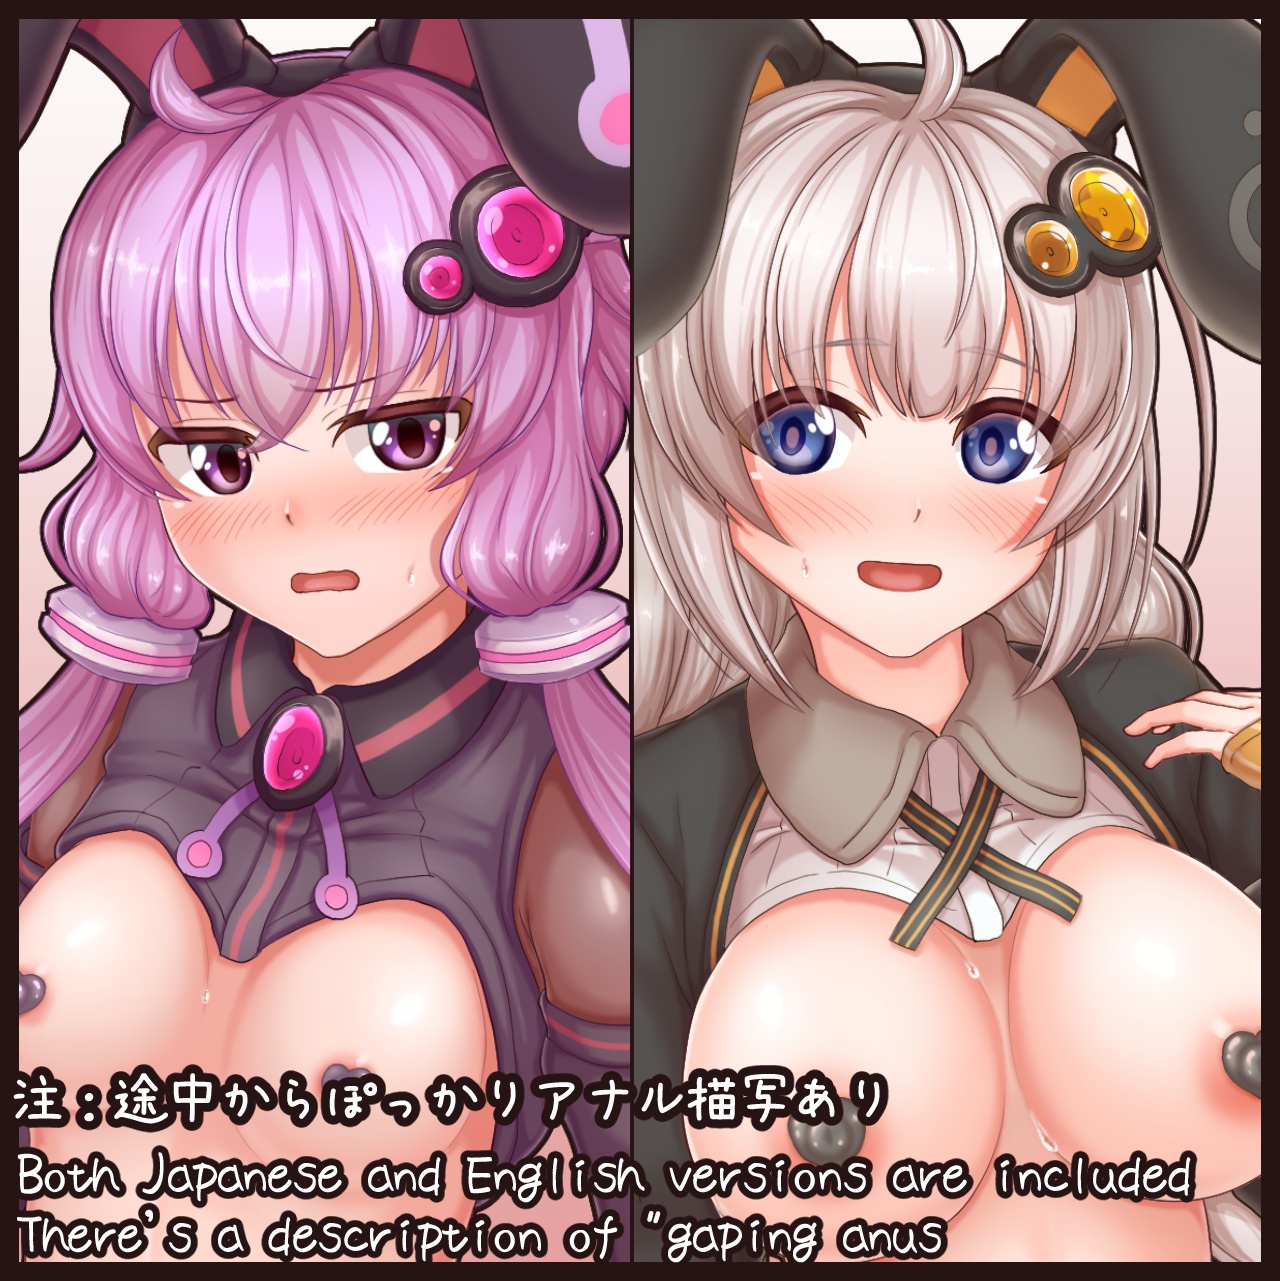 注:途中からぽっかりアナル描写あり
Both Japanese and English versions are included
There's a description of "gaping anus